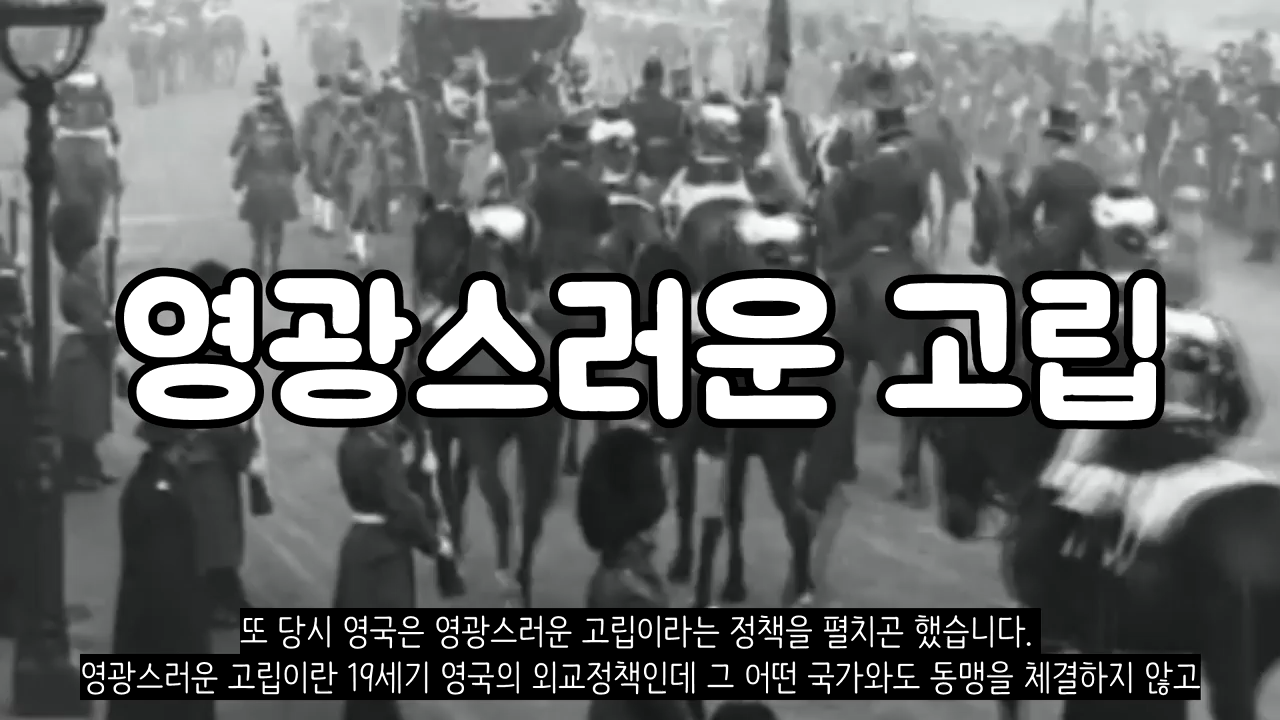 영광스러운 고립
또 당시 영국은 영광스러운 고립이라는 정책을 펼치곤 했습니다.
영광스러운 고립이란 19세기 영국의 외교정책인데 그 어떤 국가와도 동맹을 체결하지 않고